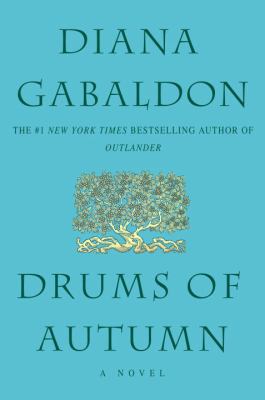 DIANA
GABALDON
THE #1 NEW YORK TIMES BESTSELLING AUTHOR OF
OUTLANDER
DRUMS OF
AUTUMN
A NOVEL